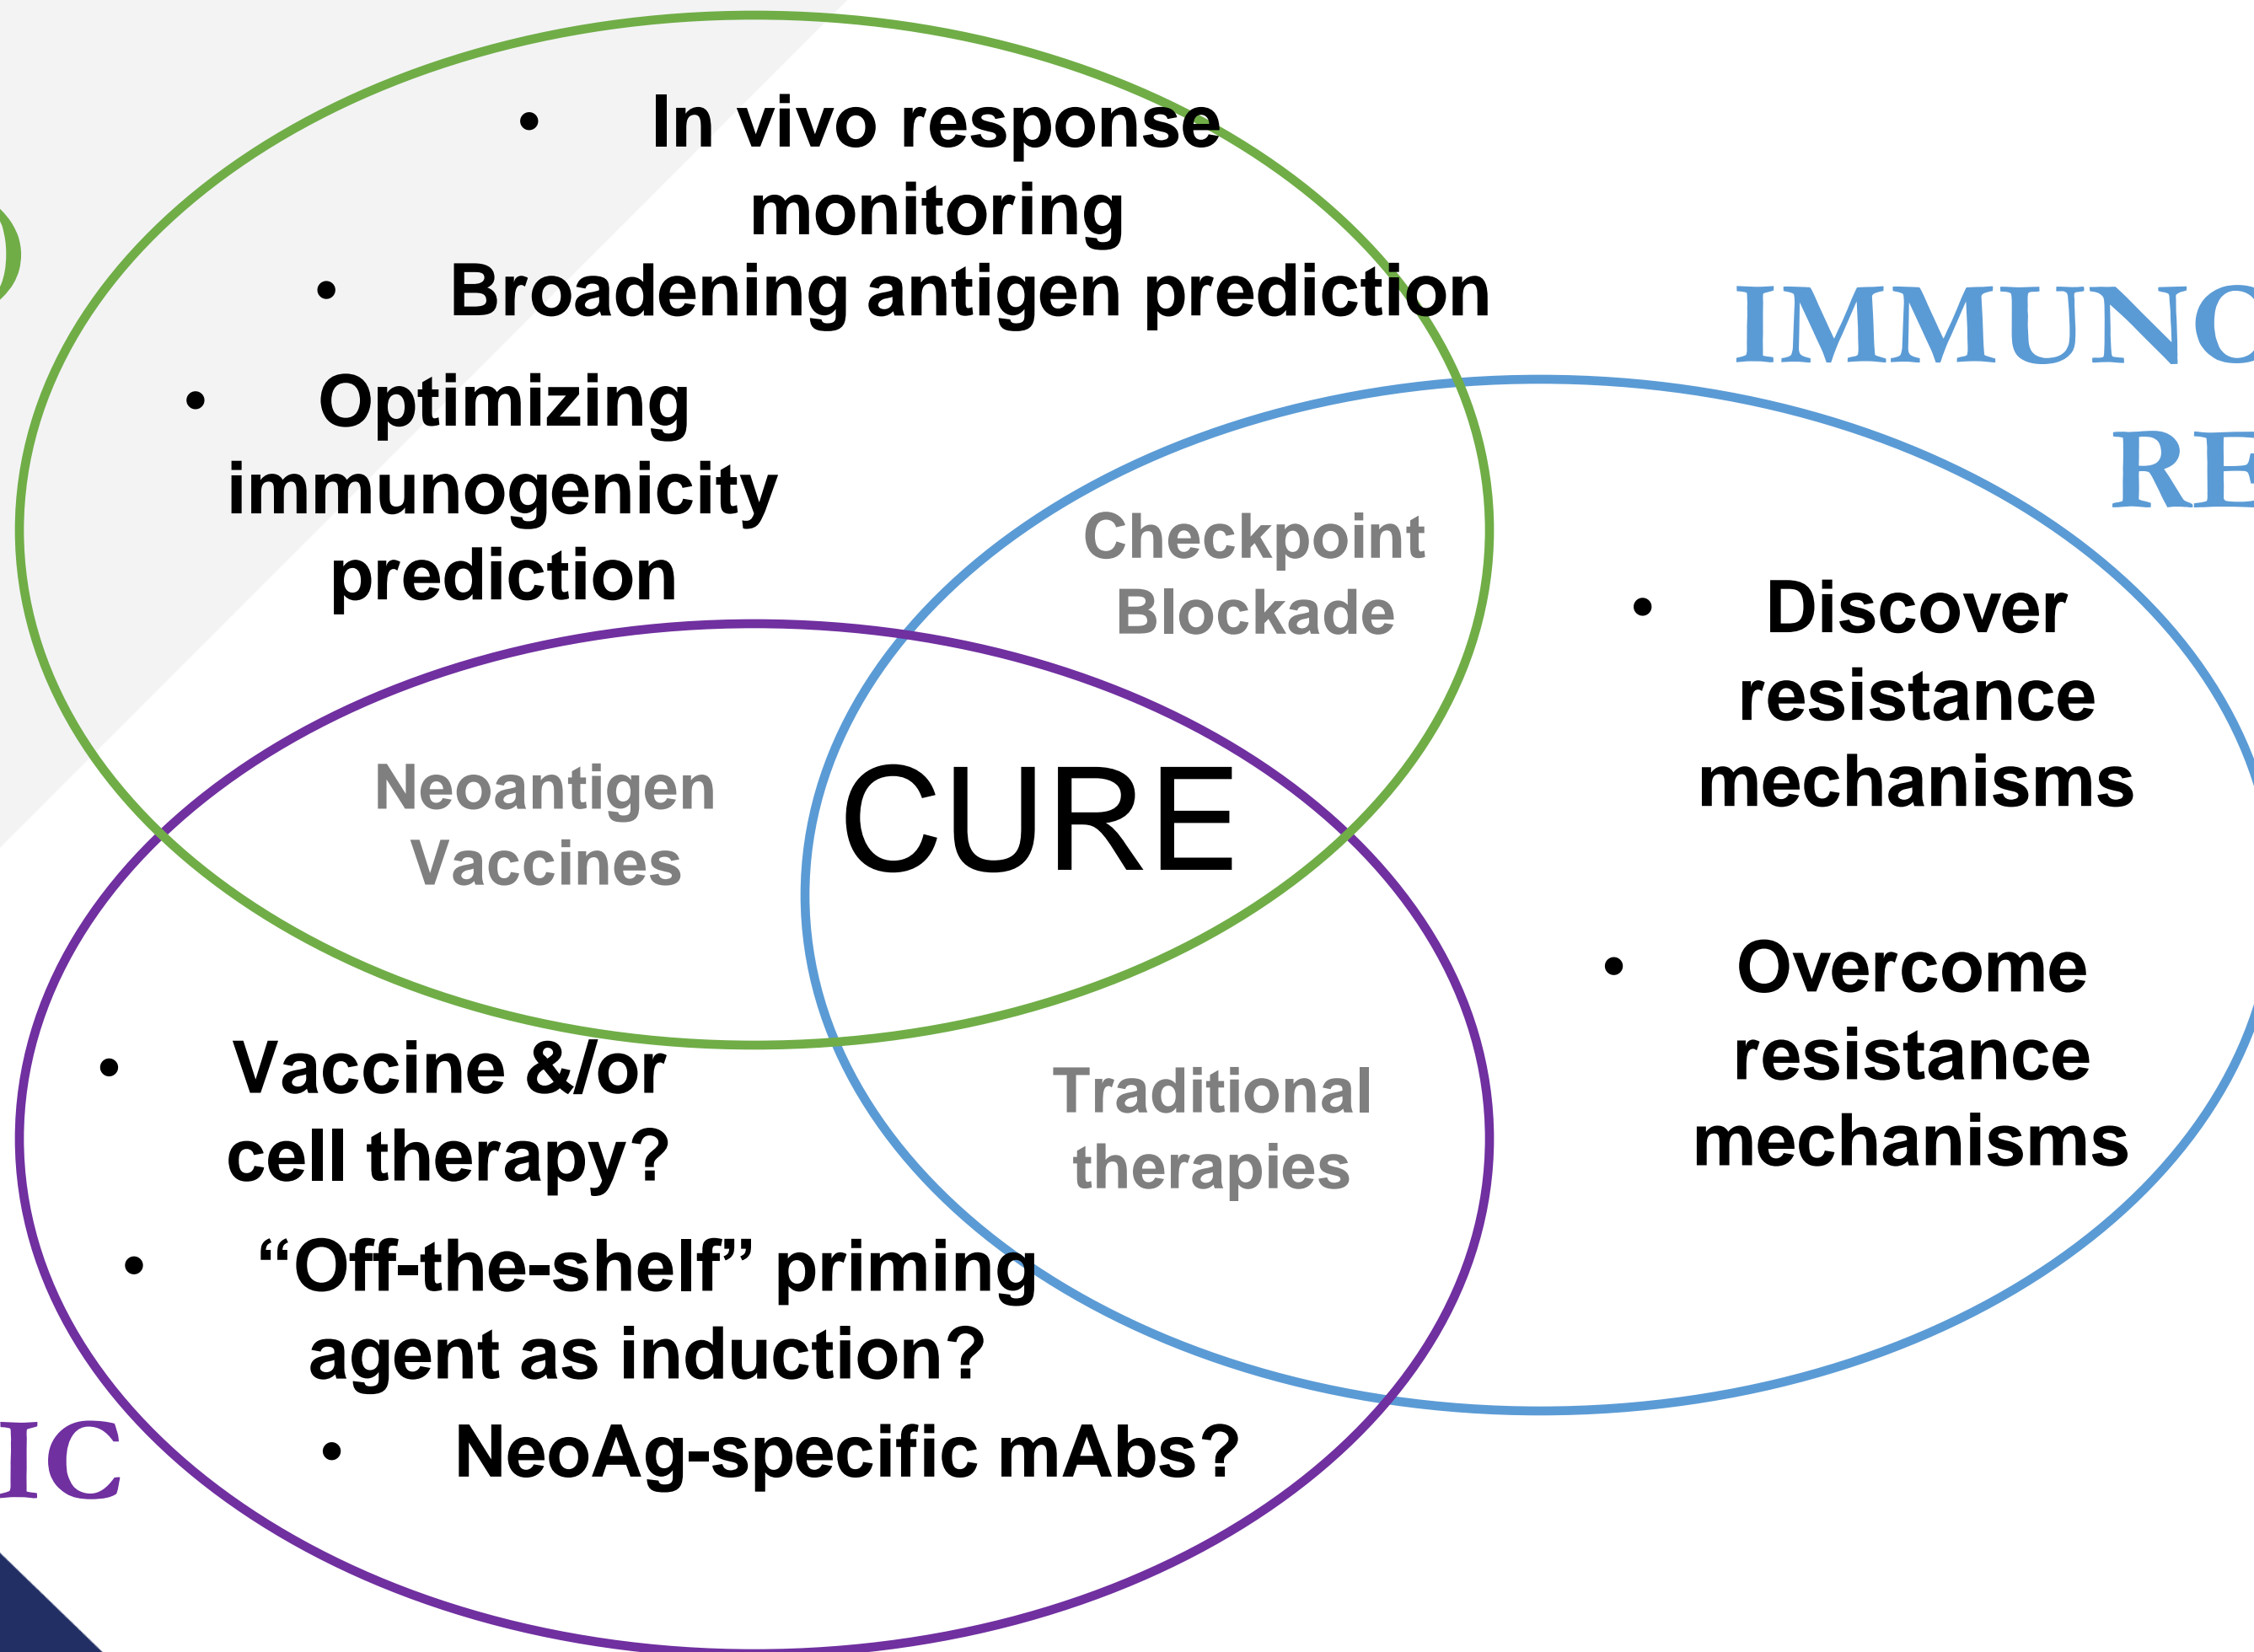 • In vivo response
monitoring
• Broadening antigen prediction
• Optimizing
immunogenicity
prediction
IMMUNO
RE
Checkpoint
Blockade
• Discover
resistance
mechanisms
Neoantigen
Vaccines
CURE
• Overcome
resistance
mechanisms
• Vaccine &/or
cell therapy?
Traditional
therapies
• “Off-the-shelf” priming
agent as induction?
• NeoAg-specific mAbs?
IC